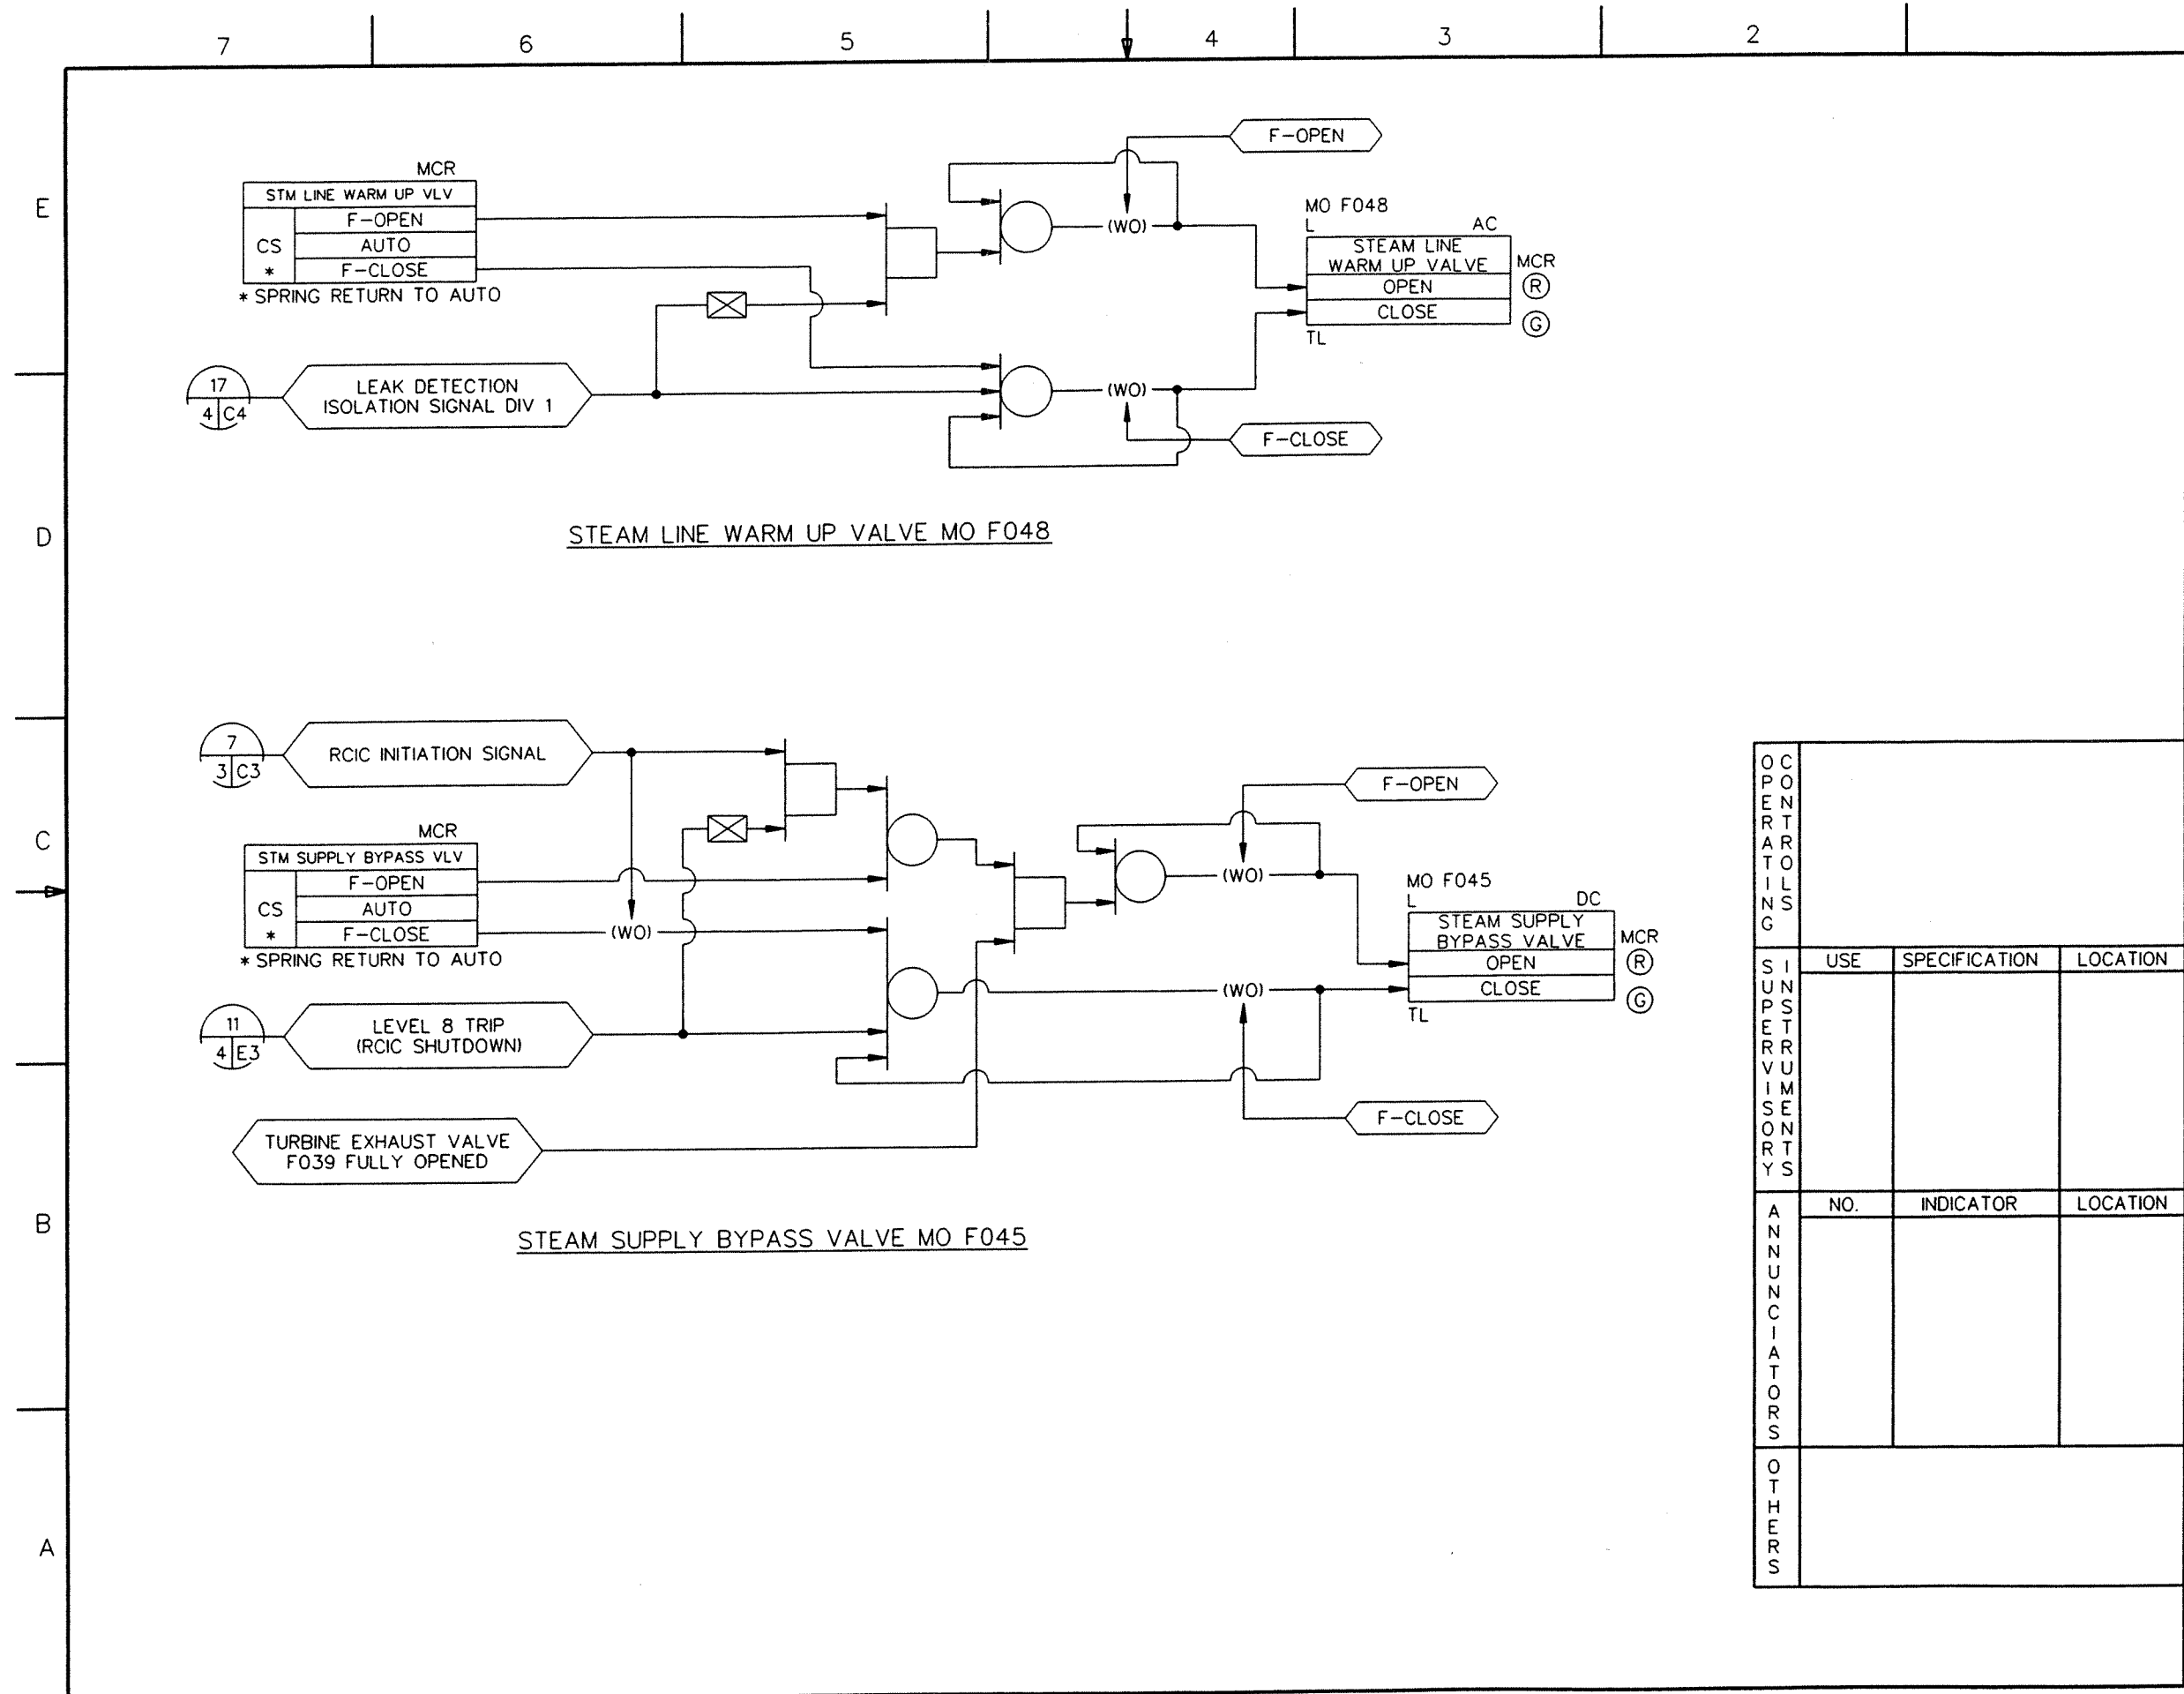 7
6
5
4
3
2
E
D
C
B
A
F-OPEN
MCR
STM LINE WARM UP VLV
CS
*
F-OPEN
AUTO
F-CLOSE
* SPRING RETURN TO AUTO
(WO)
MO F048
L
AC
STEAM LINE
WARM UP VALVE
OPEN
CLOSE
MCR
R
G
TL
17
4 C4
LEAK DETECTION
ISOLATION SIGNAL DIV 1
(WO)
F-CLOSE
STEAM LINE WARM UP VALVE MO F048
7
3 C3
RCIC INITIATION SIGNAL
F-OPEN
MCR
STM SUPPLY BYPASS VLV
CS
*
F-OPEN
AUTO
F-CLOSE
* SPRING RETURN TO AUTO
(WO)
(WO)
MO F045
L
DC
STEAM SUPPLY
BYPASS VALVE
OPEN
CLOSE
MCR
R
G
TL
(WO)
11
4 E3
LEVEL 8 TRIP
(RCIC SHUTDOWN)
F-CLOSE
TURBINE EXHAUST VALVE
F039 FULLY OPENED
STEAM SUPPLY BYPASS VALVE MO F045
OPERATING
CONTROLS
SUPERVISORY
INSTRUMENTS
USE
SPECIFICATION
LOCATION
ANNUNCIATORS
NO.
INDICATOR
LOCATION
OTHERS